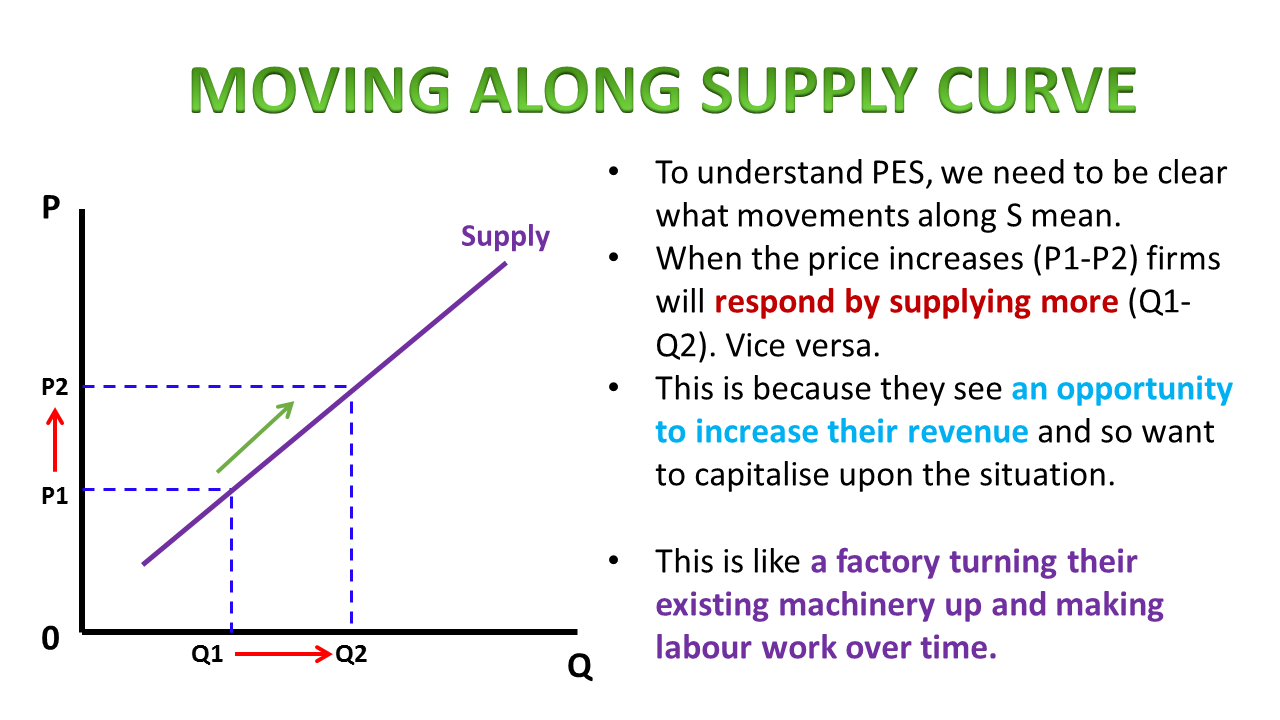 MOVING ALONG SUPPLY CURVE
P
Supply
P2
P1
0
Q1
Q2
Q
• To understand PES, we need to be clear
what movements along S mean.
• When the price increases (P1-P2) firms
will respond by supplying more (Q1-
Q2). Vice versa.
• This is because they see an opportunity
to increase their revenue and so want
to capitalise upon the situation.
• This is like a factory turning their
existing machinery up and making
labour work over time.